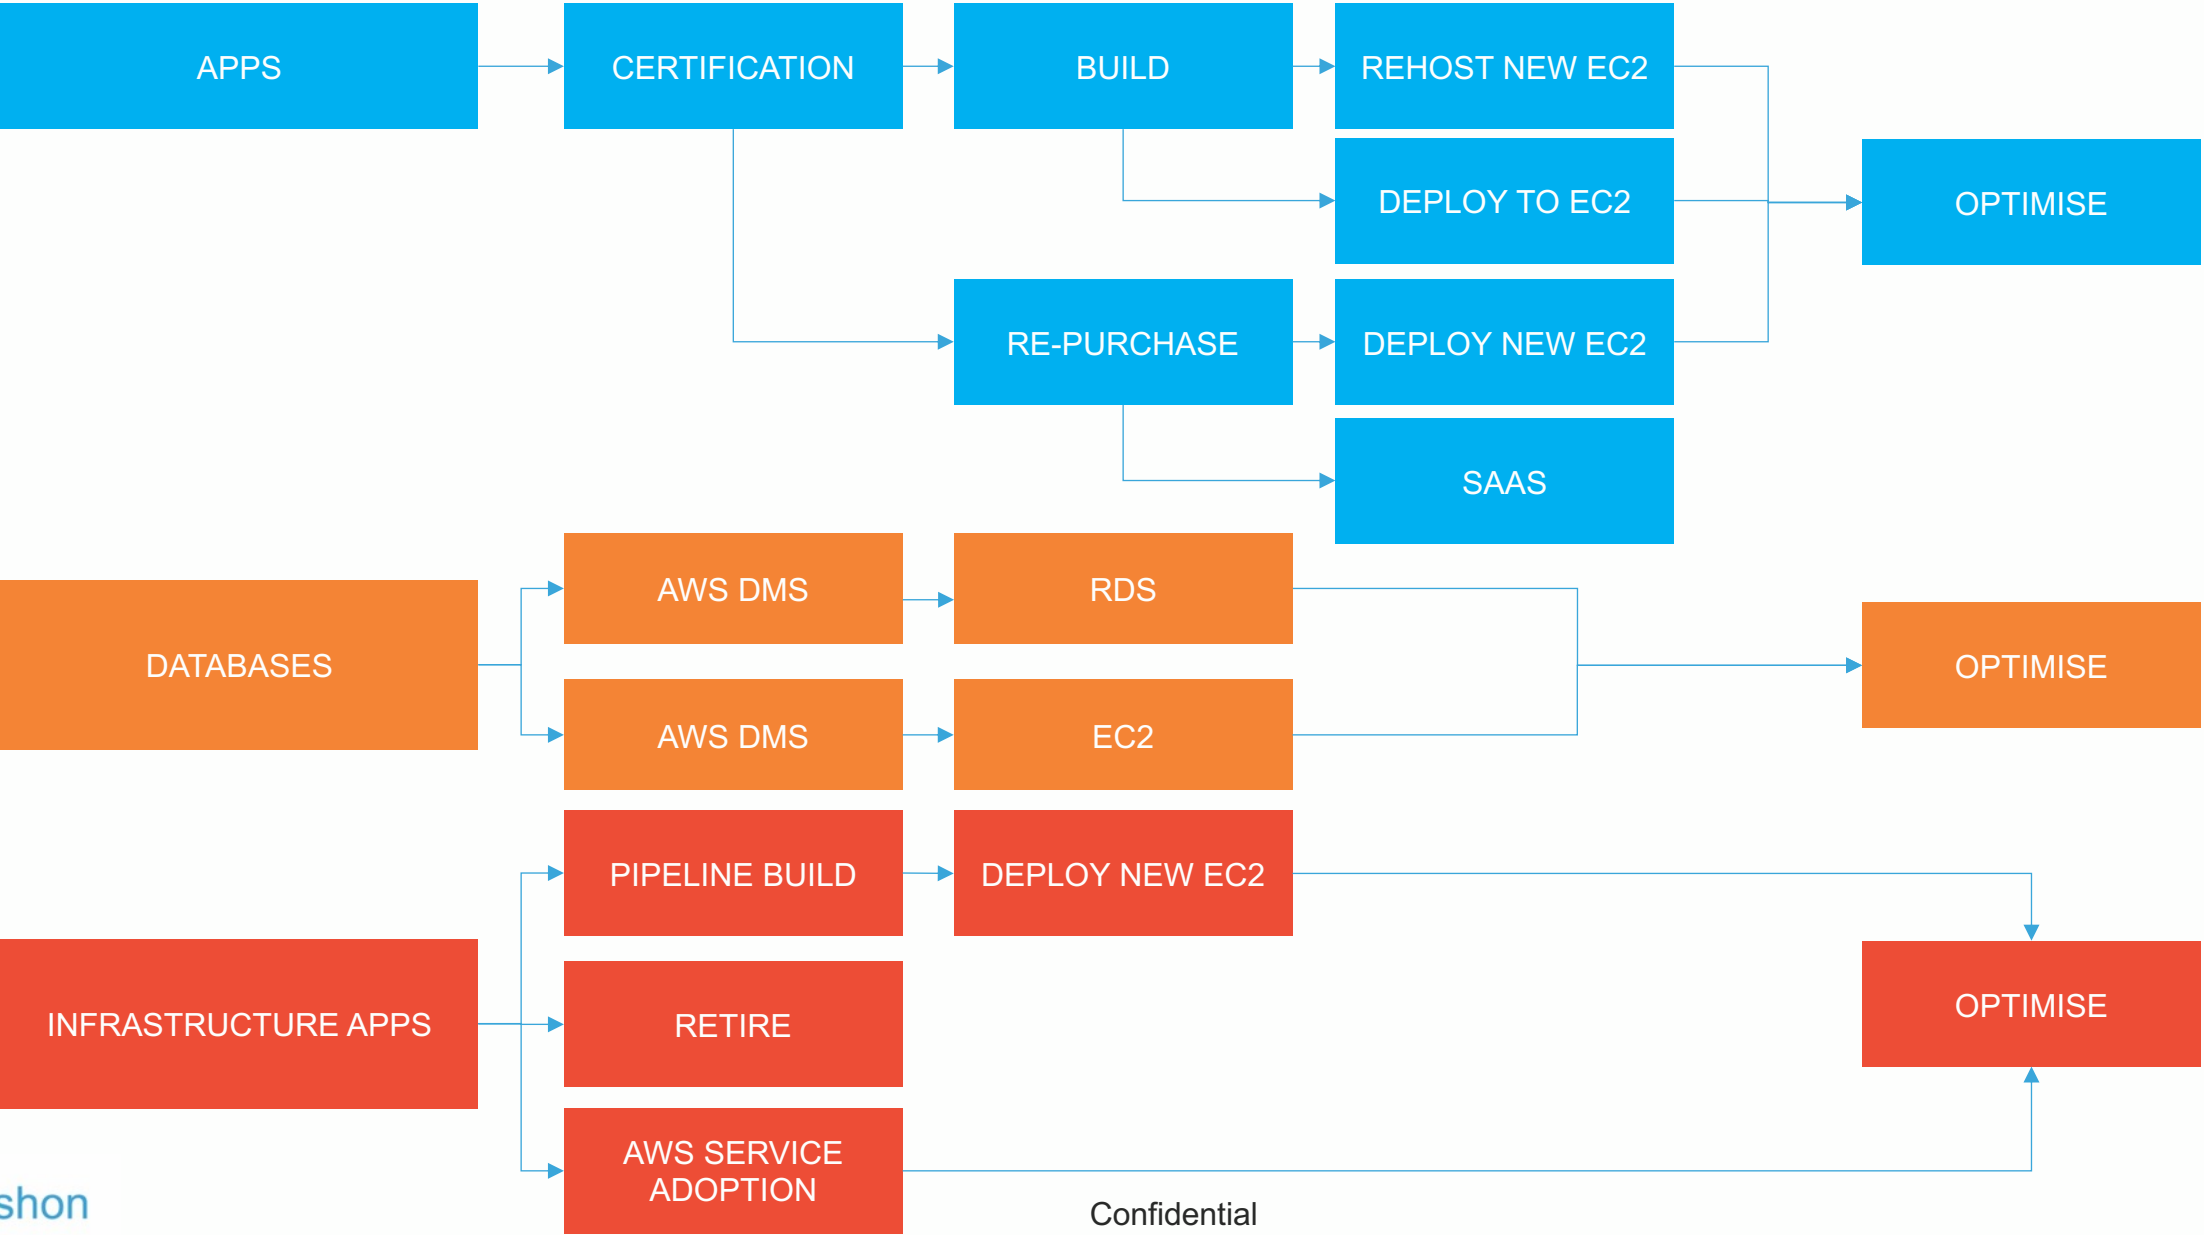 APPS
CERTIFICATION
BUILD
REHOST NEW EC2
DEPLOY TO EC2
OPTIMISE
RE-PURCHASE
DEPLOY NEW EC2
SAAS
DATABASES
AWS DMS
RDS
AWS DMS
EC2
OPTIMISE
INFRASTRUCTURE APPS
PIPELINE BUILD
DEPLOY NEW EC2
RETIRE
OPTIMISE
AWS SERVICE
ADOPTION
shon
Confidential